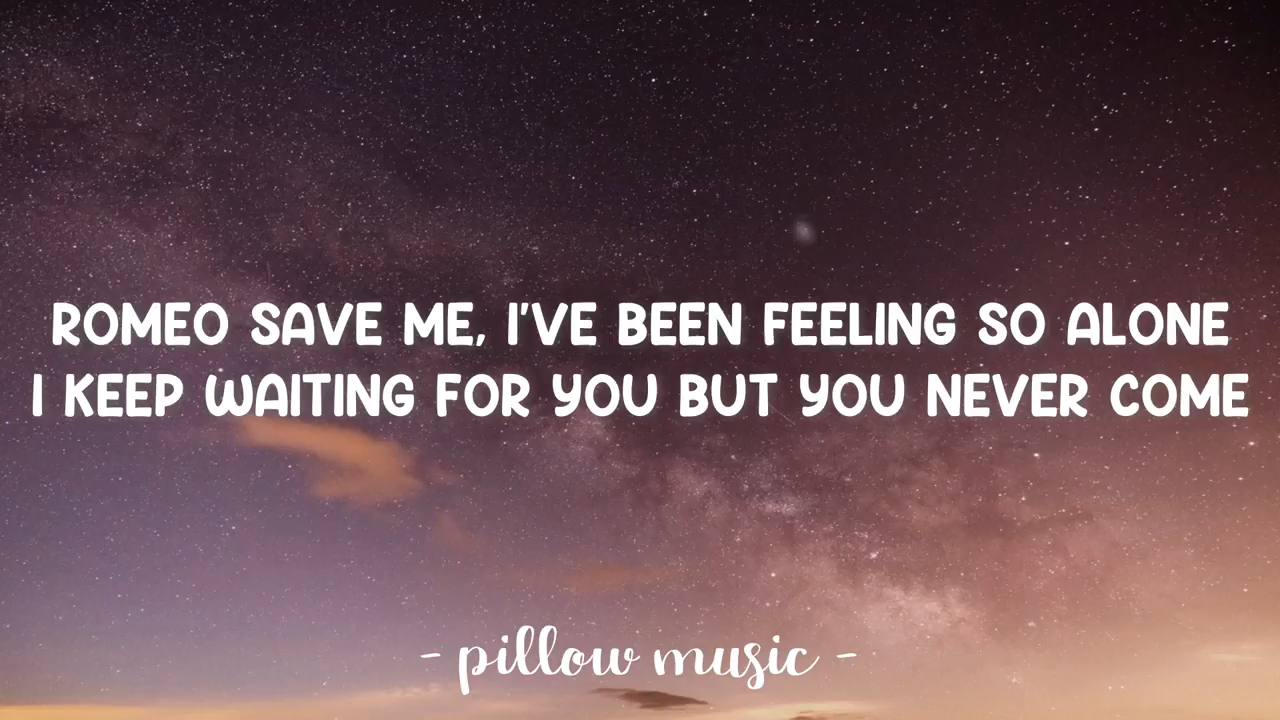 ROMEO SAVE ME, I'VE BEEN FEELING SO ALONE
I KEEP WAITING FOR YOU BUT YOU NEVER COME
- pillow music -